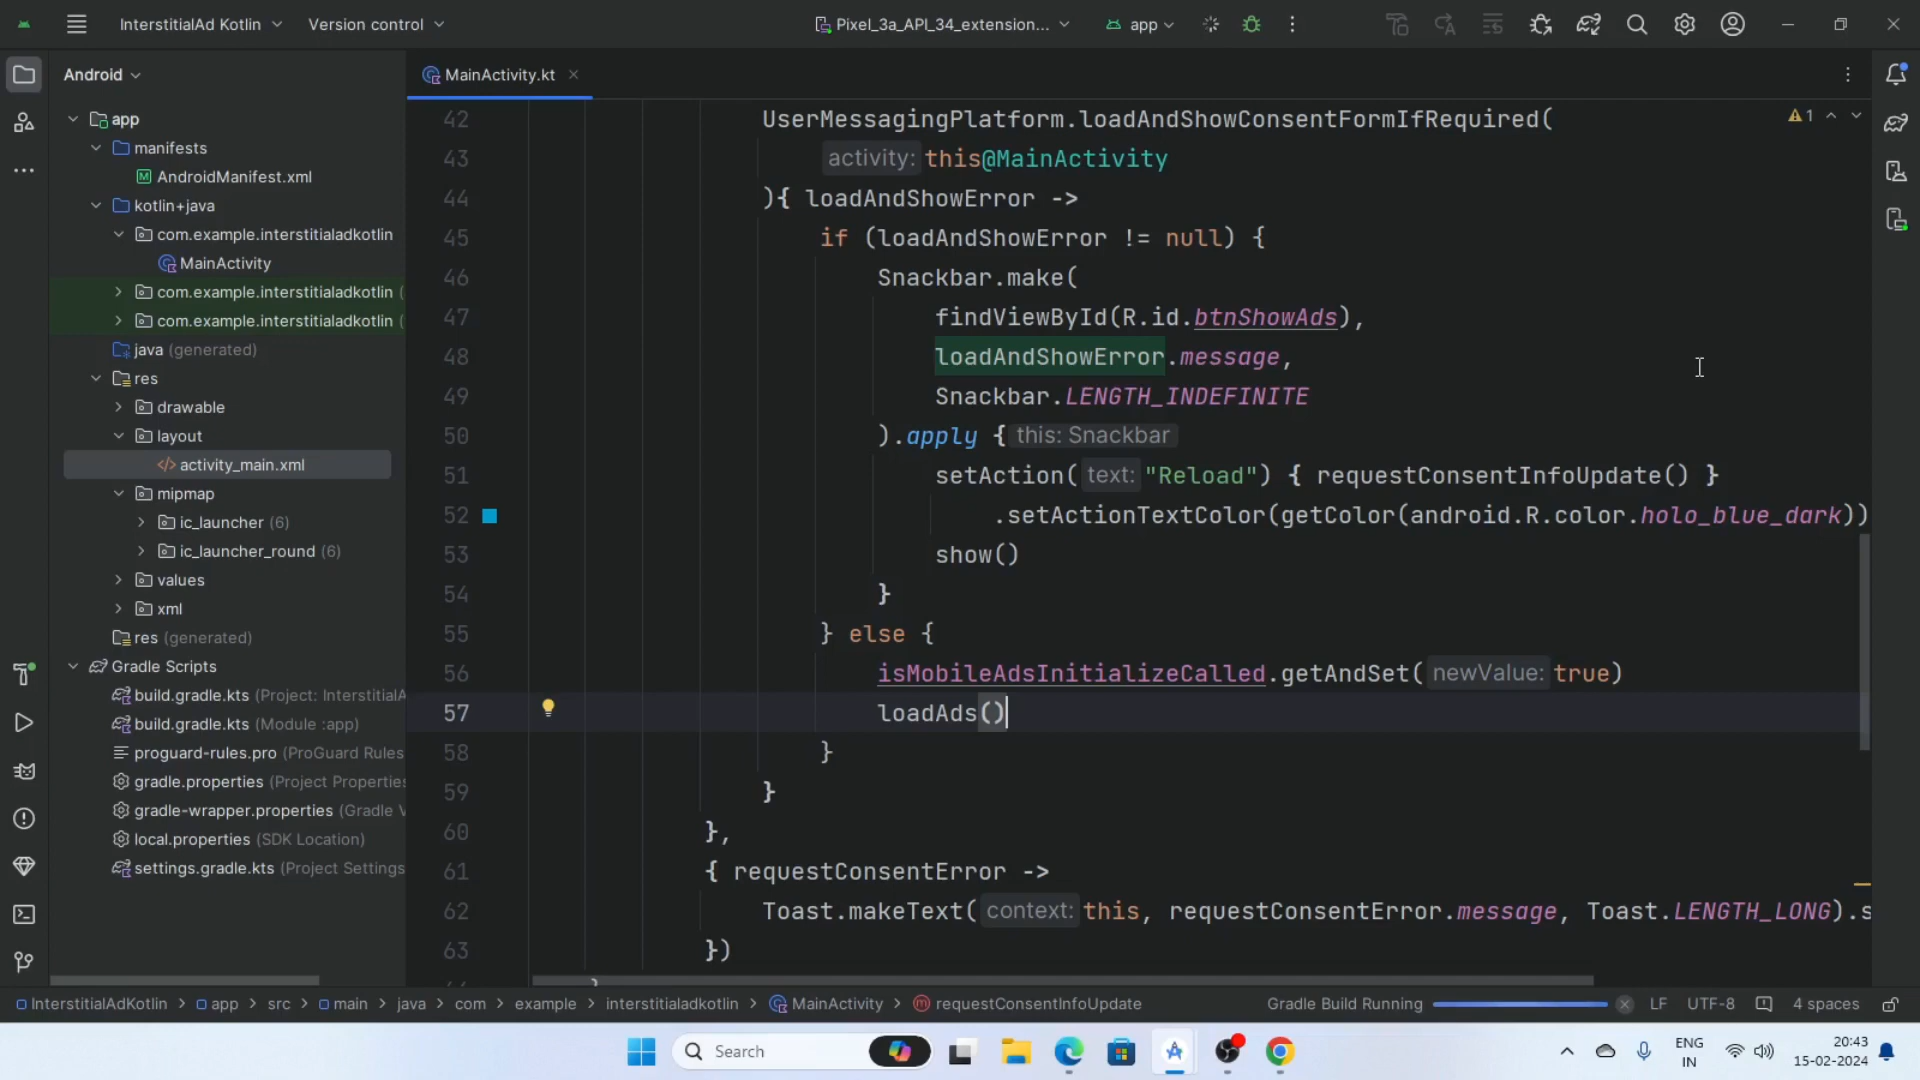 InterstitialAd Kotlin
Version control
Pixel_3a_API_34_extension...
app
Android
MainActivity.kt
app
manifests
AndroidManifest.xml
kotlin+java
com.example.interstitialadkotlin
MainActivity
com.example.interstitialadkotlin (
com.example.interstitialadkotlin (
java (generated)
res
drawable
layout
activity_main.xml
mipmap
ic_launcher (6)
ic_launcher_round (6)
values
xml
res (generated)
Gradle Scripts
build.gradle.kts (Project: InterstitialA
build.gradle.kts (Module :app)
proguard-rules.pro (ProGuard Rules
gradle.properties (Project Properties
gradle-wrapper.properties (Gradle V
local.properties (SDK Location)
settings.gradle.kts (Project Settings
1
42 UserMessagingPlatform.loadAndShowConsentFormIfRequired(
43 activity: this@MainActivity
44 ){ loadAndShowError ->
45 if (loadAndShowError != null) {
46 Snackbar.make(
47 findViewById(R.id.btnShowAds),
48 loadAndShowError.message,
49 Snackbar.LENGTH_INDEFINITE
50 ).apply { this: Snackbar
51 setAction( text: "Reload") { requestConsentInfoUpdate() }
52 .setActionTextColor(getColor(android.R.color.holo_blue_dark))
53 show()
54 }
55 } else {
56 isMobileAdsInitializeCalled.getAndSet( newValue: true)
57 loadAds()
58 }
59 }
60 },
61 { requestConsentError ->
62 Toast.makeText( context: this, requestConsentError.message, Toast.LENGTH_LONG).s
63 })
InterstitialAdKotlin > app > src > main > java > com > example > interstitialadkotlin > MainActivity > requestConsentInfoUpdate
Gradle Build Running
LF UTF-8 4 spaces
Search
ENG
IN
20:43
15-02-2024